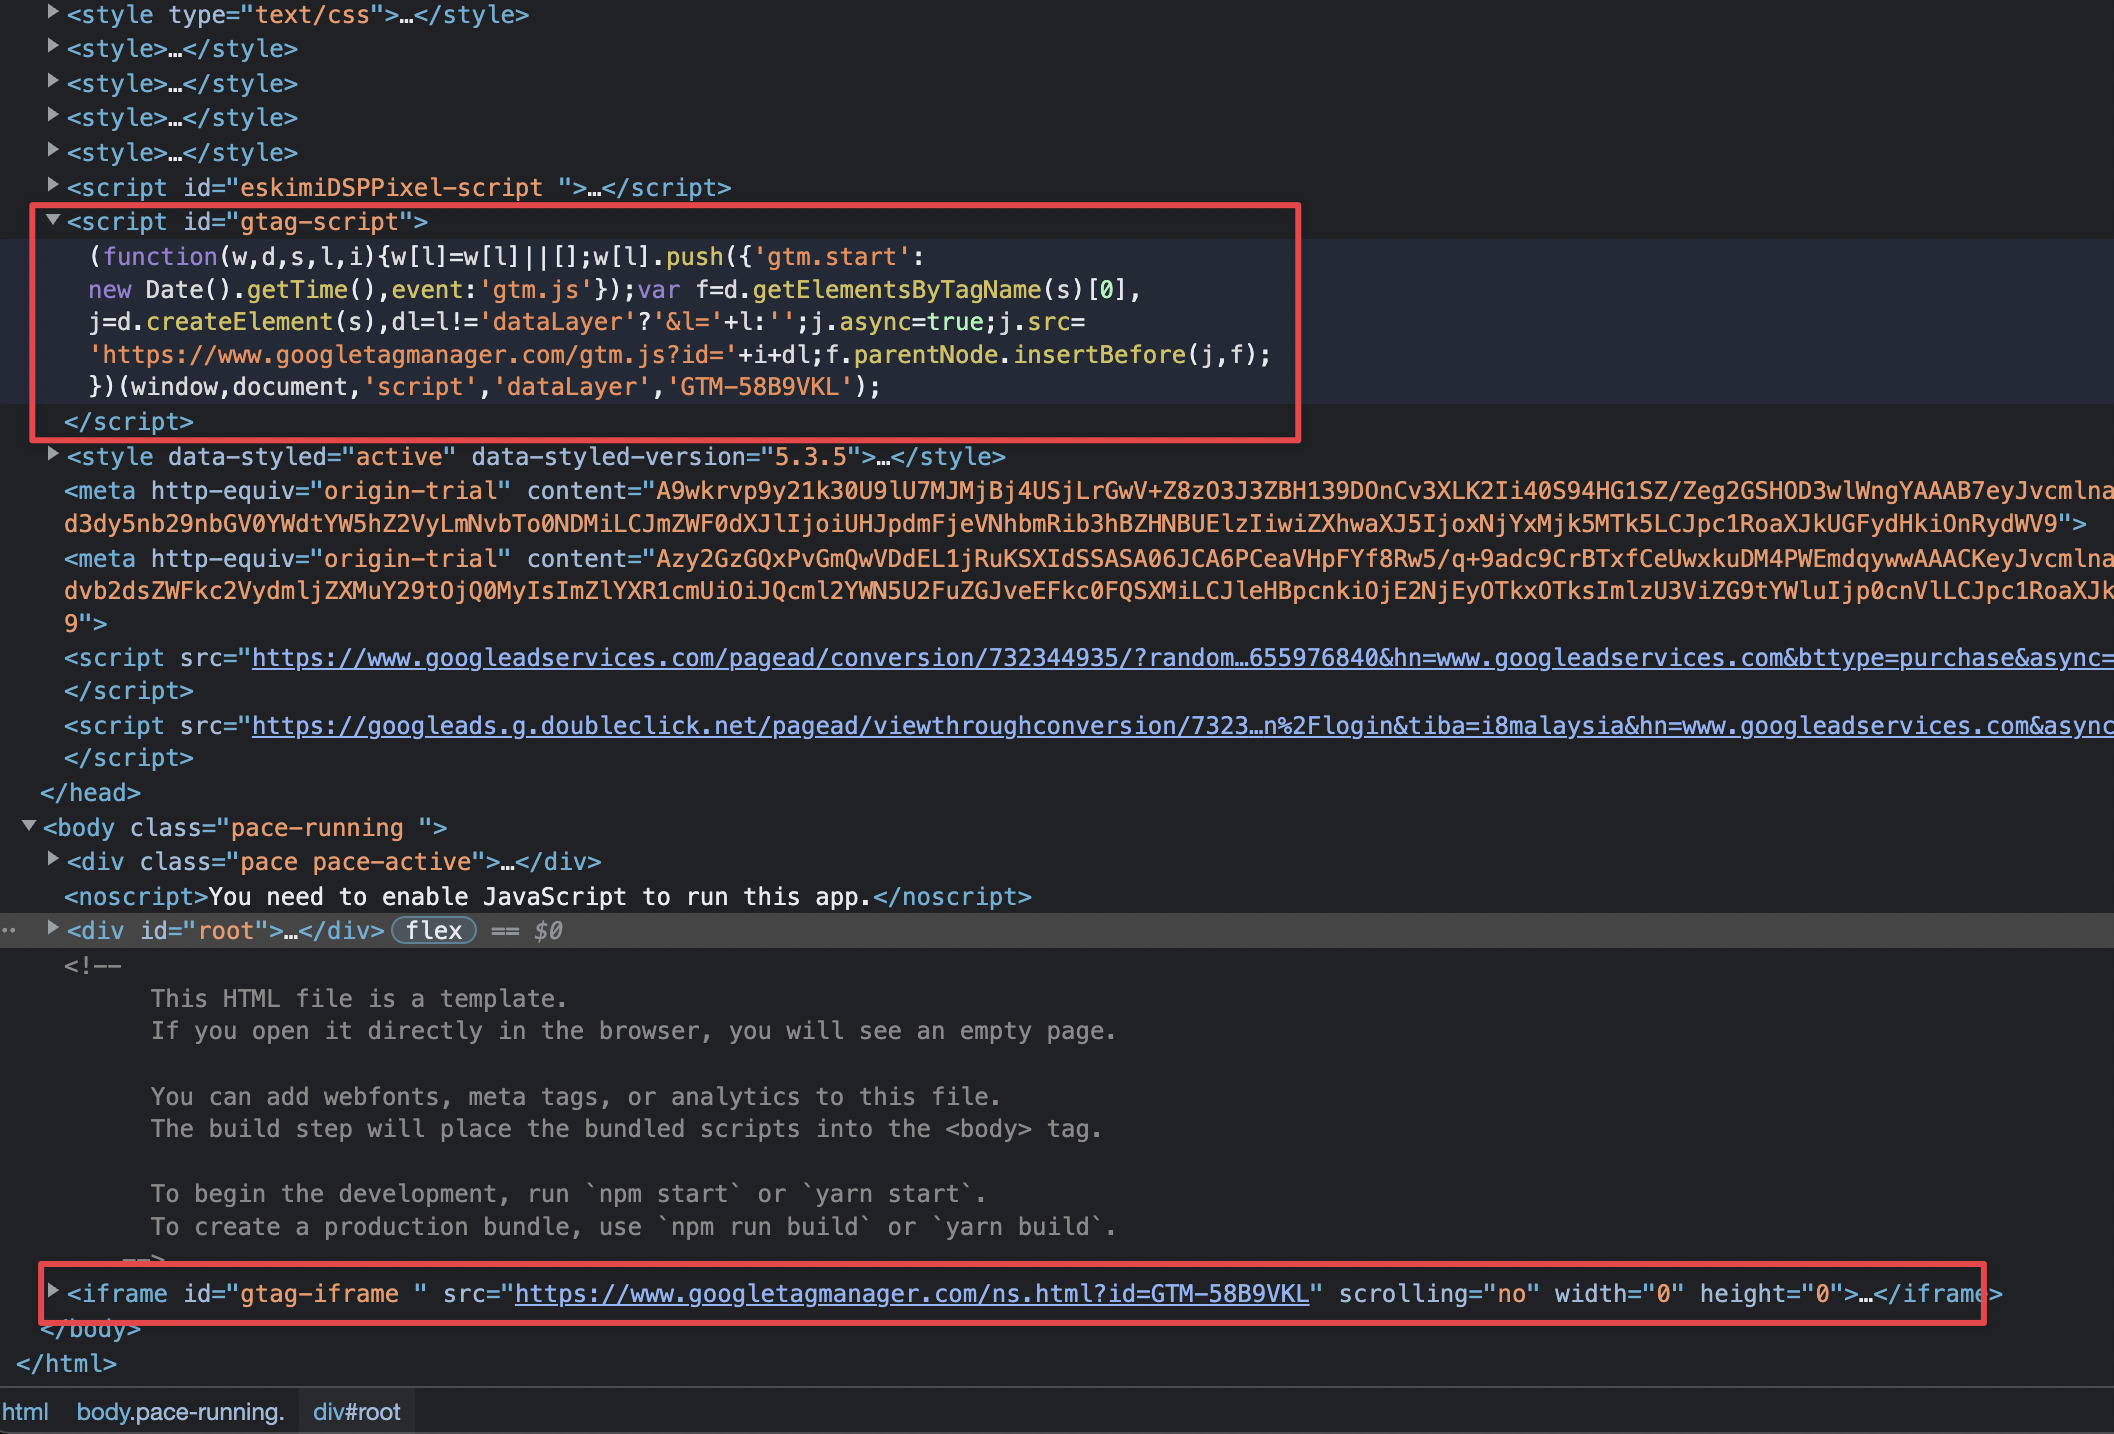 <style type="text/css">…</style>
<style>…</style>
<style>…</style>
<style>…</style>
<style>…</style>
<script id="eskimiDSPPixel-script ">…</script>
<script id="gtag-script">
(function(w,d,s,l,i){w[l]=w[l]||[];w[l].push({'gtm.start':
new Date().getTime(),event:'gtm.js'});var f=d.getElementsByTagName(s)[0],
j=d.createElement(s),dl=l!='dataLayer'?'&l='+l:'';j.async=true;j.src=
'https://www.googletagmanager.com/gtm.js?id='+i+dl;f.parentNode.insertBefore(j,f);
})(window,document,'script','dataLayer','GTM-58B9VKL');
</script>
<style data-styled="active" data-styled-version="5.3.5">…</style>
<meta http-equiv="origin-trial" content="A9wkrvp9y21k30U9lU7MJMjBj4USjLrGwV+Z8zO3J3ZBH139DOnCv3XLK2Ii40S94HG1SZ/Zeg2GSHOD3wlWngYAAAB7eyJvcmlna
d3dy5nb29nbGV0YWdtYW5hZ2VyLmNvbTo0NDMiLCJmZWF0dXJlIjoiUHJpdmFjeVNhbmRib3hBZHNBUElzIiwiZXhwaXJ5IjoxNjYxMjk5MTk5LCJpc1RoaXJkUGFydHkiOnRydWV9">
<meta http-equiv="origin-trial" content="Azy2GzGQxPvGmQwVDdEL1jRuKSXIdSSASA06JCA6PCeaVHpFYf8Rw5/q+9adc9CrBTxfCeUwxkuDM4PWEmdqywwAAACKeyJvcmlna
dvb2dsZWFkc2VydmljZXMuY29tOjQ0MyIsImZlYXR1cmUiOiJQcml2YWN5U2FuZGJveEFkc0FQSXMiLCJleHBpcnkiOjE2NjEyOTkxOTksImlzU3ViZG9tYWluIjp0cnVlLCJpc1RoaXJk
9">
<script src="https://www.googleadservices.com/pagead/conversion/732344935/?random…655976840&hn=www.googleadservices.com&bttype=purchase&async=
</script>
<script src="https://googleads.g.doubleclick.net/pagead/viewthroughconversion/7323…n%2Flogin&tiba=i8malaysia&hn=www.googleadservices.com&async
</script>
</head>
<body class="pace-running ">
<div class="pace pace-active">…</div>
<noscript>You need to enable JavaScript to run this app.</noscript>
<div id="root">…</div> flex == $0
<!--
This HTML file is a template.
If you open it directly in the browser, you will see an empty page.
You can add webfonts, meta tags, or analytics to this file.
The build step will place the bundled scripts into the <body> tag.
To begin the development, run `npm start` or `yarn start`.
To create a production bundle, use `npm run build` or `yarn build`.
-->
<iframe id="gtag-iframe " src="https://www.googletagmanager.com/ns.html?id=GTM-58B9VKL" scrolling="no" width="0" height="0">…</iframe>
</body>
</html>
html body.pace-running. div#root